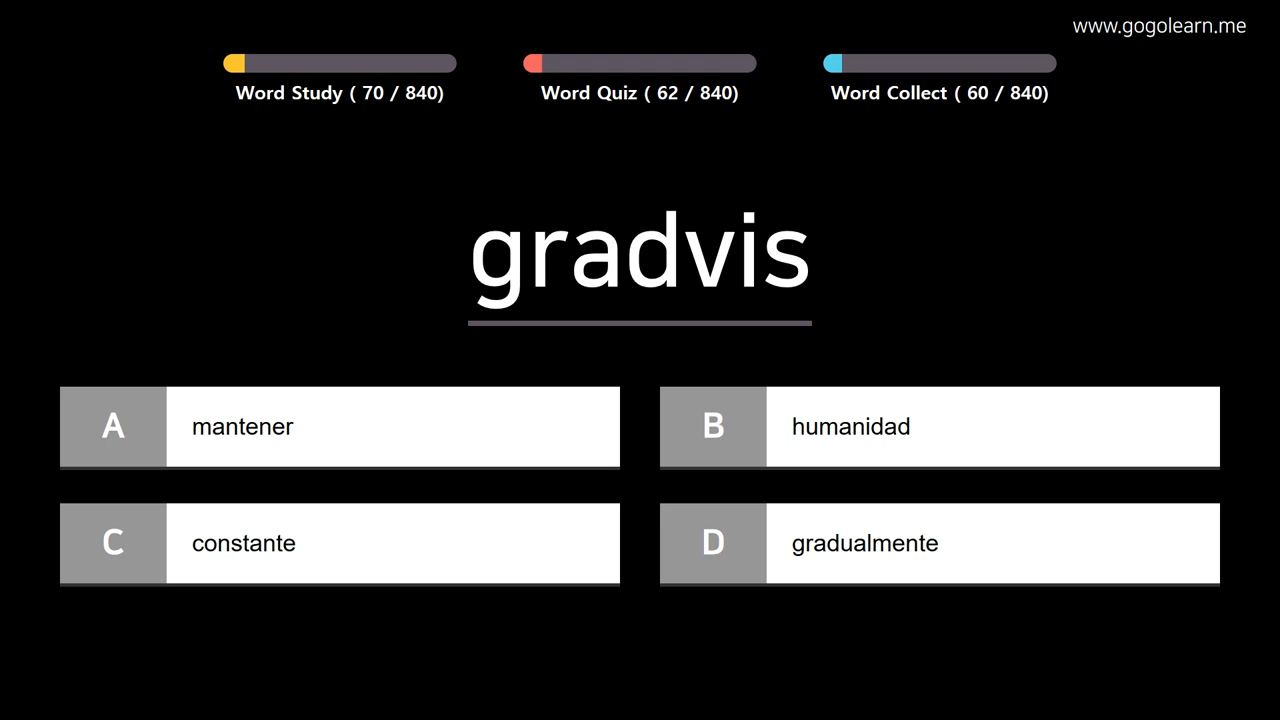 www.gogolearn.me
Word Study ( 70 / 840)
Word Quiz ( 62 / 840)
Word Collect ( 60 / 840)
gradvis
A mantener
B humanidad
C constante
D gradualmente